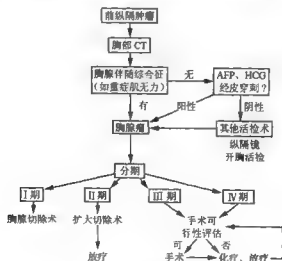 前纵隔肿瘤
胸部CT
胸腺伴随综合征
(如重症肌无力)
无
AFP、HCG
经皮穿刺?
有
阳性
阴性
胸腺瘤
其他活检术
纵隔镜
开胸活检
分期
Ⅰ期
Ⅱ期
Ⅲ期
Ⅳ期
胸腺切除术
扩大切除术
手术可
行性评估
放疗
可
否
手术
化疗、放疗